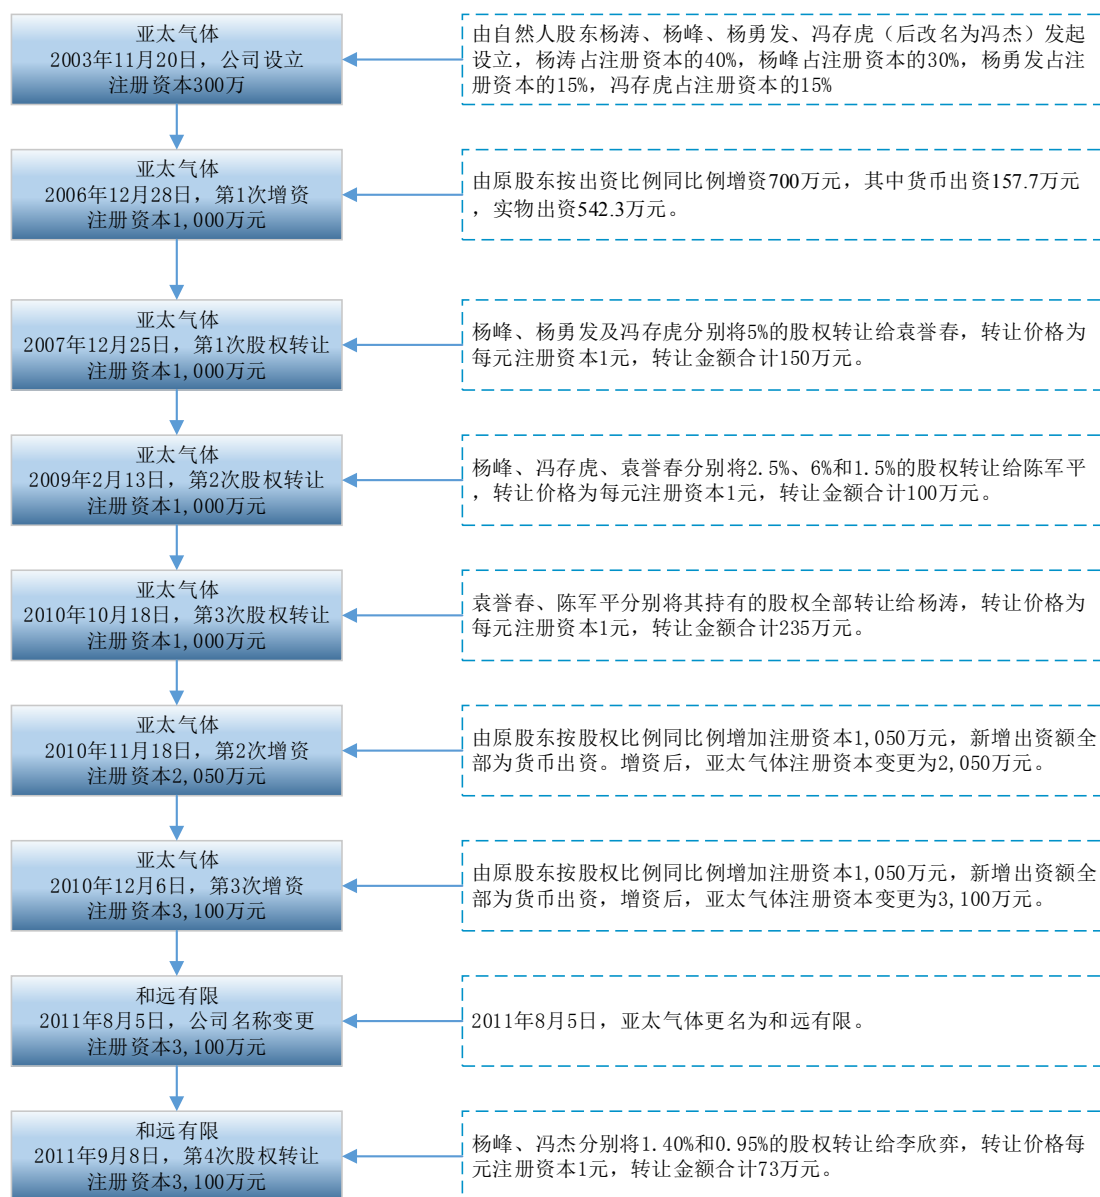 亚太气体
2003年11月20日，公司设立
注册资本300万
由自然人股东杨涛、杨峰、杨勇发、冯存虎（后改名为冯杰）发起
设立，杨涛占注册资本的40%，杨峰占注册资本的30%，杨勇发占注
册资本的15%，冯存虎占注册资本的15%
亚太气体
2006年12月28日，第1次增资
注册资本1,000万元
由原股东按出资比例同比例增资700万元，其中货币出资157.7万元
，实物出资542.3万元。
亚太气体
2007年12月25日，第1次股权转让
注册资本1,000万元
杨峰、杨勇发及冯存虎分别将5%的股权转让给袁誉春，转让价格为
每元注册资本1元，转让金额合计150万元。
亚太气体
2009年2月13日，第2次股权转让
注册资本1,000万元
杨峰、冯存虎、袁誉春分别将2.5%、6%和1.5%的股权转让给陈军平
，转让价格为每元注册资本1元，转让金额合计100万元。
亚太气体
2010年10月18日，第3次股权转让
注册资本1,000万元
袁誉春、陈军平分别将其持有的股权全部转让给杨涛，转让价格为
每元注册资本1元，转让金额合计235万元。
亚太气体
2010年11月18日，第2次增资
注册资本2,050万元
由原股东按股权比例同比例增加注册资本1,050万元，新增出资额全
部为货币出资。增资后，亚太气体注册资本变更为2,050万元。
亚太气体
2010年12月6日，第3次增资
注册资本3,100万元
由原股东按股权比例同比例增加注册资本1,050万元，新增出资额全
部为货币出资，增资后，亚太气体注册资本变更为3,100万元。
和远有限
2011年8月5日，公司名称变更
注册资本3,100万元
2011年8月5日，亚太气体更名为和远有限。
和远有限
2011年9月8日，第4次股权转让
注册资本3,100万元
杨峰、冯杰分别将1.40%和0.95%的股权转让给李欣弈，转让价格每
元注册资本1元，转让金额合计73万元。